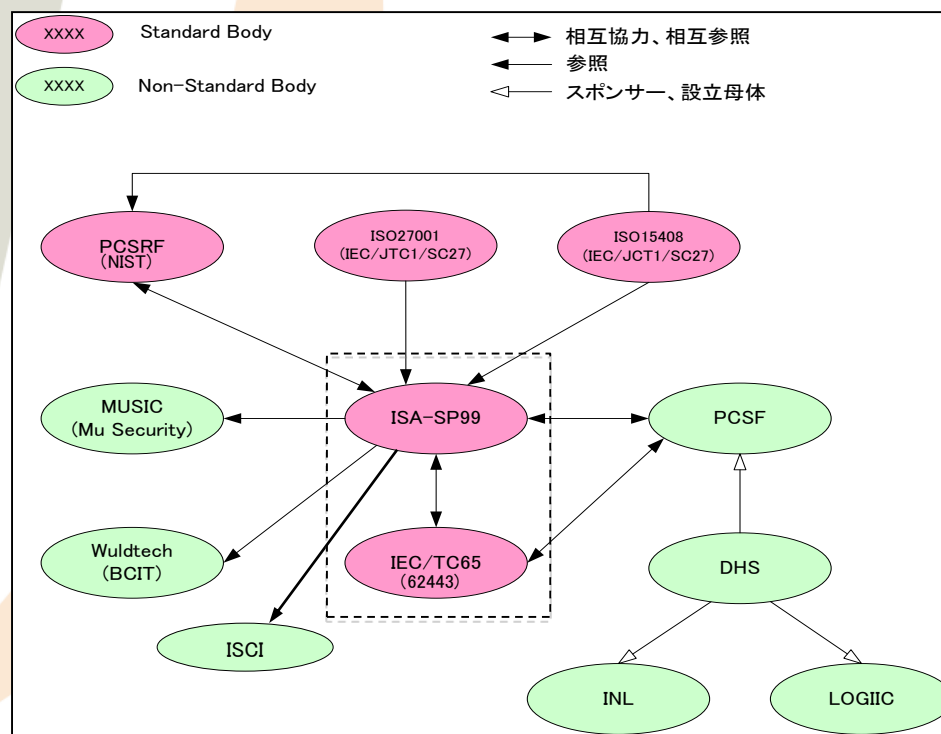 XXXX
Standard Body
XXXX
Non-Standard Body
相互協力、相互参照
参照
スポンサー、設立母体
PCSRF
(NIST)
ISO27001
(IEC/JTC1/SC27)
ISO15408
(IEC/JCT1/SC27)
MUSIC
(Mu Security)
ISA-SP99
PCSF
Wuldtech
(BCIT)
IEC/TC65
(62443)
DHS
ISCI
INL
LOGIIC